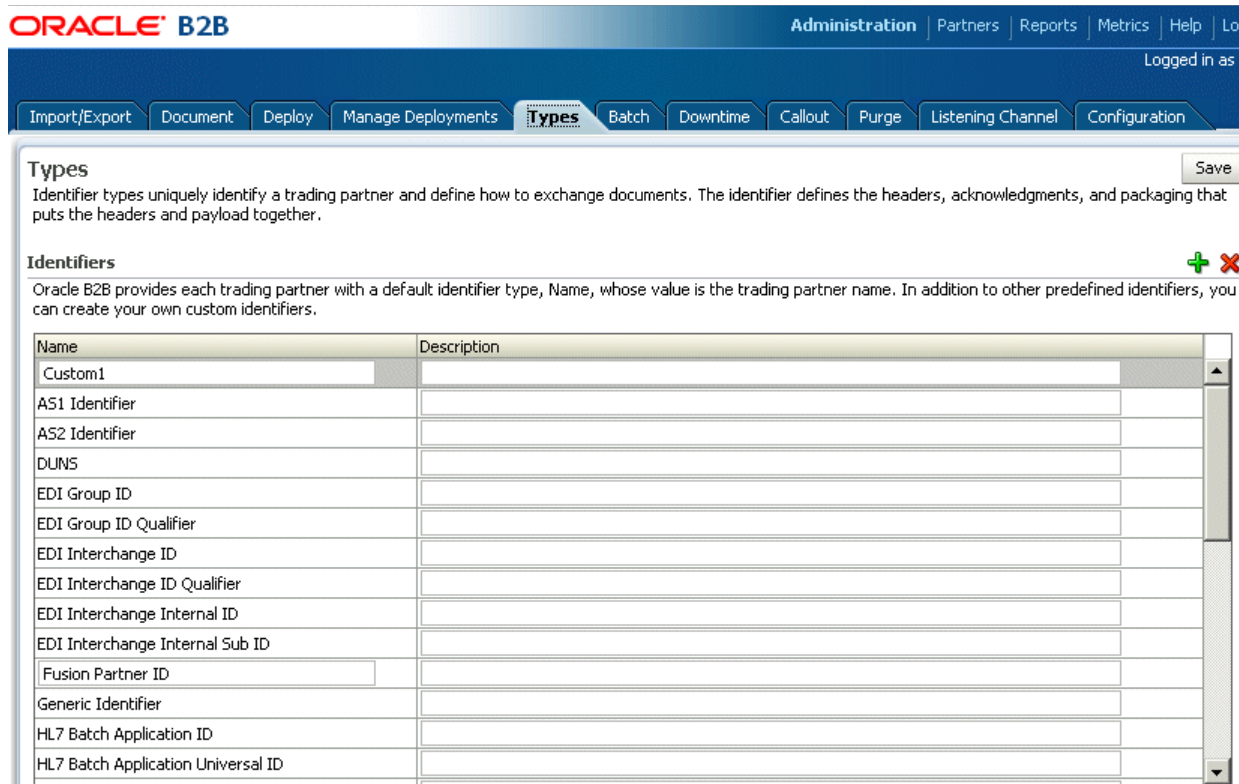 ORACLE B2B
Administration | Partners | Reports | Metrics | Help | Lo
Logged in as
Import/Export Document Deploy Manage Deployments Types Batch Downtime Callout Purge Listening Channel Configuration
Types
Save
Identifier types uniquely identify a trading partner and define how to exchange documents. The identifier defines the headers, acknowledgments, and packaging that
puts the headers and payload together.
Identifiers
Oracle B2B provides each trading partner with a default identifier type, Name, whose value is the trading partner name. In addition to other predefined identifiers, you
can create your own custom identifiers.
Name Description
Custom1
AS1 Identifier
AS2 Identifier
DUNS
EDI Group ID
EDI Group ID Qualifier
EDI Interchange ID
EDI Interchange ID Qualifier
EDI Interchange Internal ID
EDI Interchange Internal Sub ID
Fusion Partner ID
Generic Identifier
HL7 Batch Application ID
HL7 Batch Application Universal ID